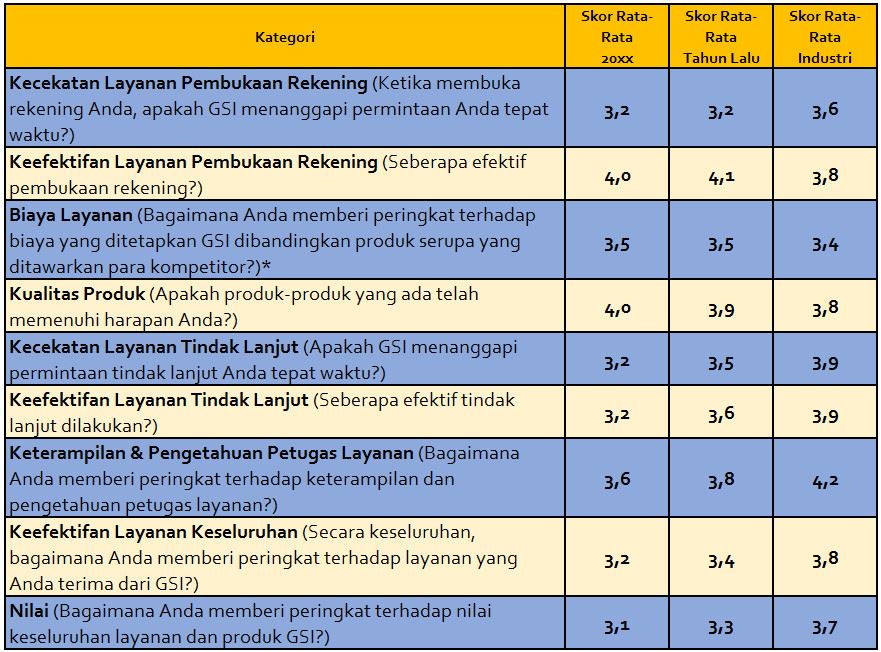 Kategori
Skor Rata-
Rata
20xx
Skor Rata-
Rata
Tahun Lalu
Skor Rata-
Rata
Industri
Kecekatan Layanan Pembukaan Rekening (Ketika membuka
rekening Anda, apakah GSI menanggapi permintaan Anda tepat
waktu?)
3,2
3,2
3,6
Keefektifan Layanan Pembukaan Rekening (Seberapa efektif
pembukaan rekening?)
4,0
4,1
3,8
Biaya Layanan (Bagaimana Anda memberi peringkat terhadap
biaya yang ditetapkan GSI dibandingkan produk serupa yang
ditawarkan para kompetitor?)*
3,5
3,5
3,4
Kualitas Produk (Apakah produk-produk yang ada telah
memenuhi harapan Anda?)
4,0
3,9
3,8
Kecekatan Layanan Tindak Lanjut (Apakah GSI menanggapi
permintaan tindak lanjut Anda tepat waktu?)
3,2
3,5
3,9
Keefektifan Layanan Tindak Lanjut (Seberapa efektif tindak
lanjut dilakukan?)
3,2
3,6
3,9
Keterampilan & Pengetahuan Petugas Layanan (Bagaimana
Anda memberi peringkat terhadap keterampilan dan
pengetahuan petugas layanan?)
3,6
3,8
4,2
Keefektifan Layanan Keseluruhan (Secara keseluruhan,
bagaimana Anda memberi peringkat terhadap layanan yang
Anda terima dari GSI?)
3,2
3,4
3,8
Nilai (Bagaimana Anda memberi peringkat terhadap nilai
keseluruhan layanan dan produk GSI?)
3,1
3,3
3,7